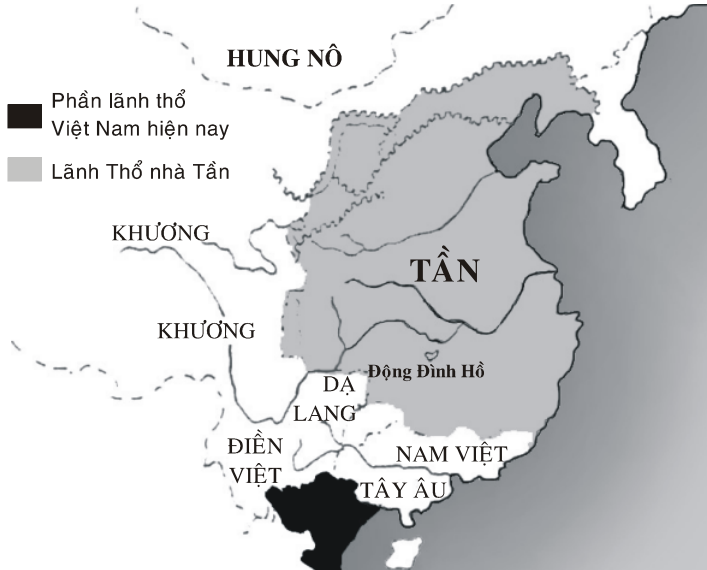 HUNG NÔ
Phần lãnh thổ
Việt Nam hiện nay
Lãnh Thổ nhà Tần
KHƯƠNG
TẦN
KHƯƠNG
Động Đình Hồ
DẠ
LANG
ĐIỀN
VIỆT
NAM VIỆT
TÂY ÂU